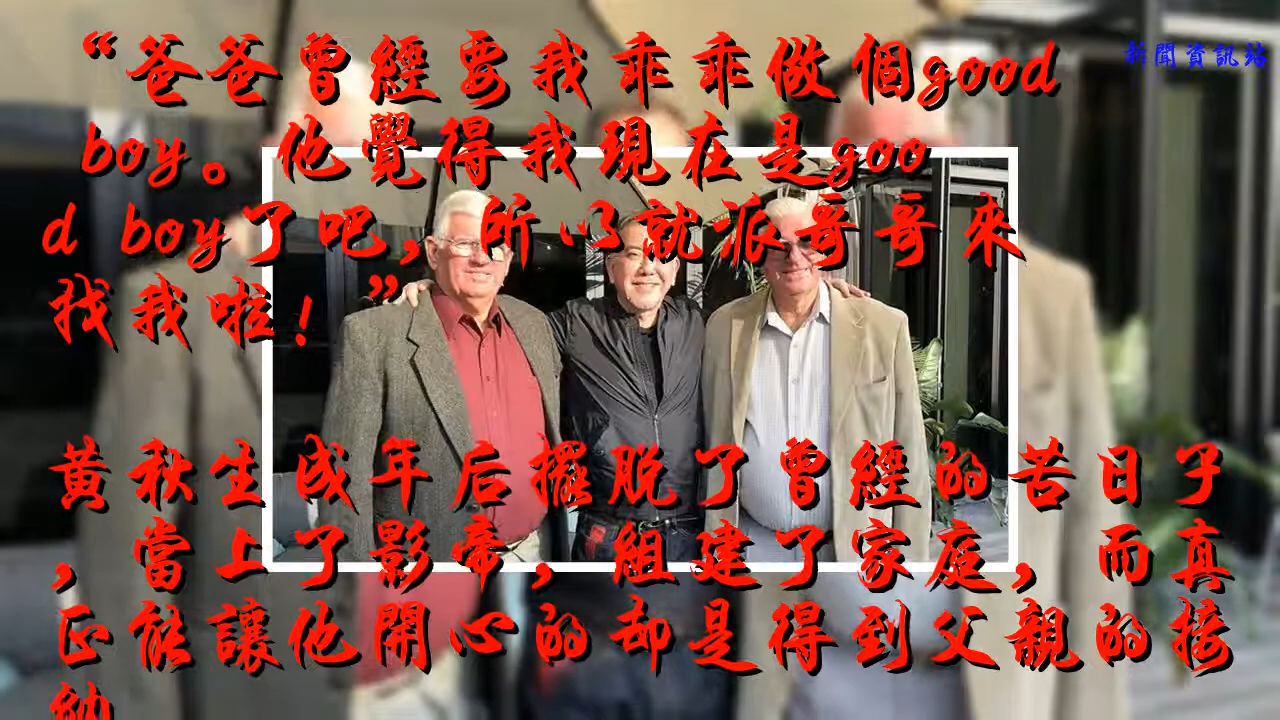 “爸爸曾經要我乖乖做個good
新聞資訊站
boy。他覺得我現在是goo
d boy了吧，所以就派哥哥來
找我啦！”
黃秋生成年后擺脫了曾經的苦日子
，當上了影帝，組建了家庭，而真
正能讓他開心的却是得到父親的接
納